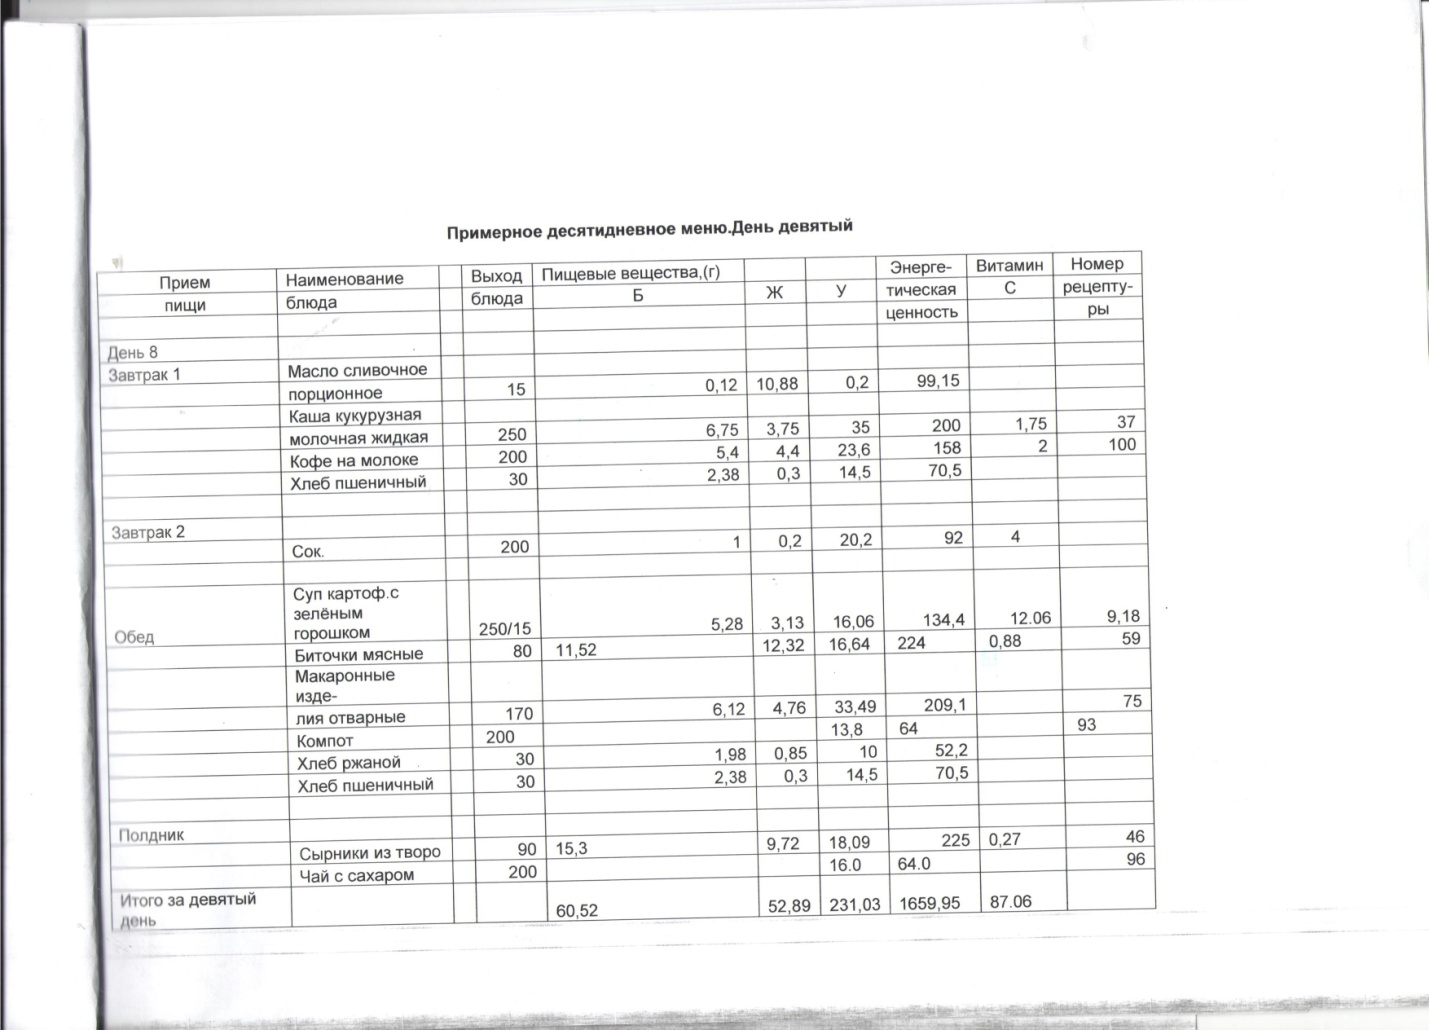 Примерное десятидневное меню.День девятый
Прием Наименование Выход Пищевые вещества,(г) Энерге- Витамин Номер
пищи блюда блюда Б Ж У тическая С рецепту-
ценность ры
День 8
Завтрак 1 Масло сливочное
порционное 15 0,12 10,88 0,2 99,15
Каша кукурузная
молочная жидкая 250 6,75 3,75 35 200 1,75 37
Кофе на молоке 200 5,4 4,4 23,6 158 2 100
Хлеб пшеничный 30 2,38 0,3 14,5 70,5
Завтрак 2
Сок. 200 1 0,2 20,2 92 4
Суп картоф.с
зелёным
Обед горошком 250/15 5,28 3,13 16,06 134,4 12.06 9,18
Биточки мясные 80 11,52 12,32 16,64 224 0,88 59
Макаронные
изде-
лия отварные 170 6,12 4,76 33,49 209,1 75
Компот 200 13,8 64 93
Хлеб ржаной 30 1,98 0,85 10 52,2
Хлеб пшеничный 30 2,38 0,3 14,5 70,5
Полдник
Сырники из творо 90 15,3 9,72 18,09 225 0,27 46
Чай с сахаром 200 16.0 64.0 96
Итого за девятый
день 60,52 52,89 231,03 1659,95 87.06